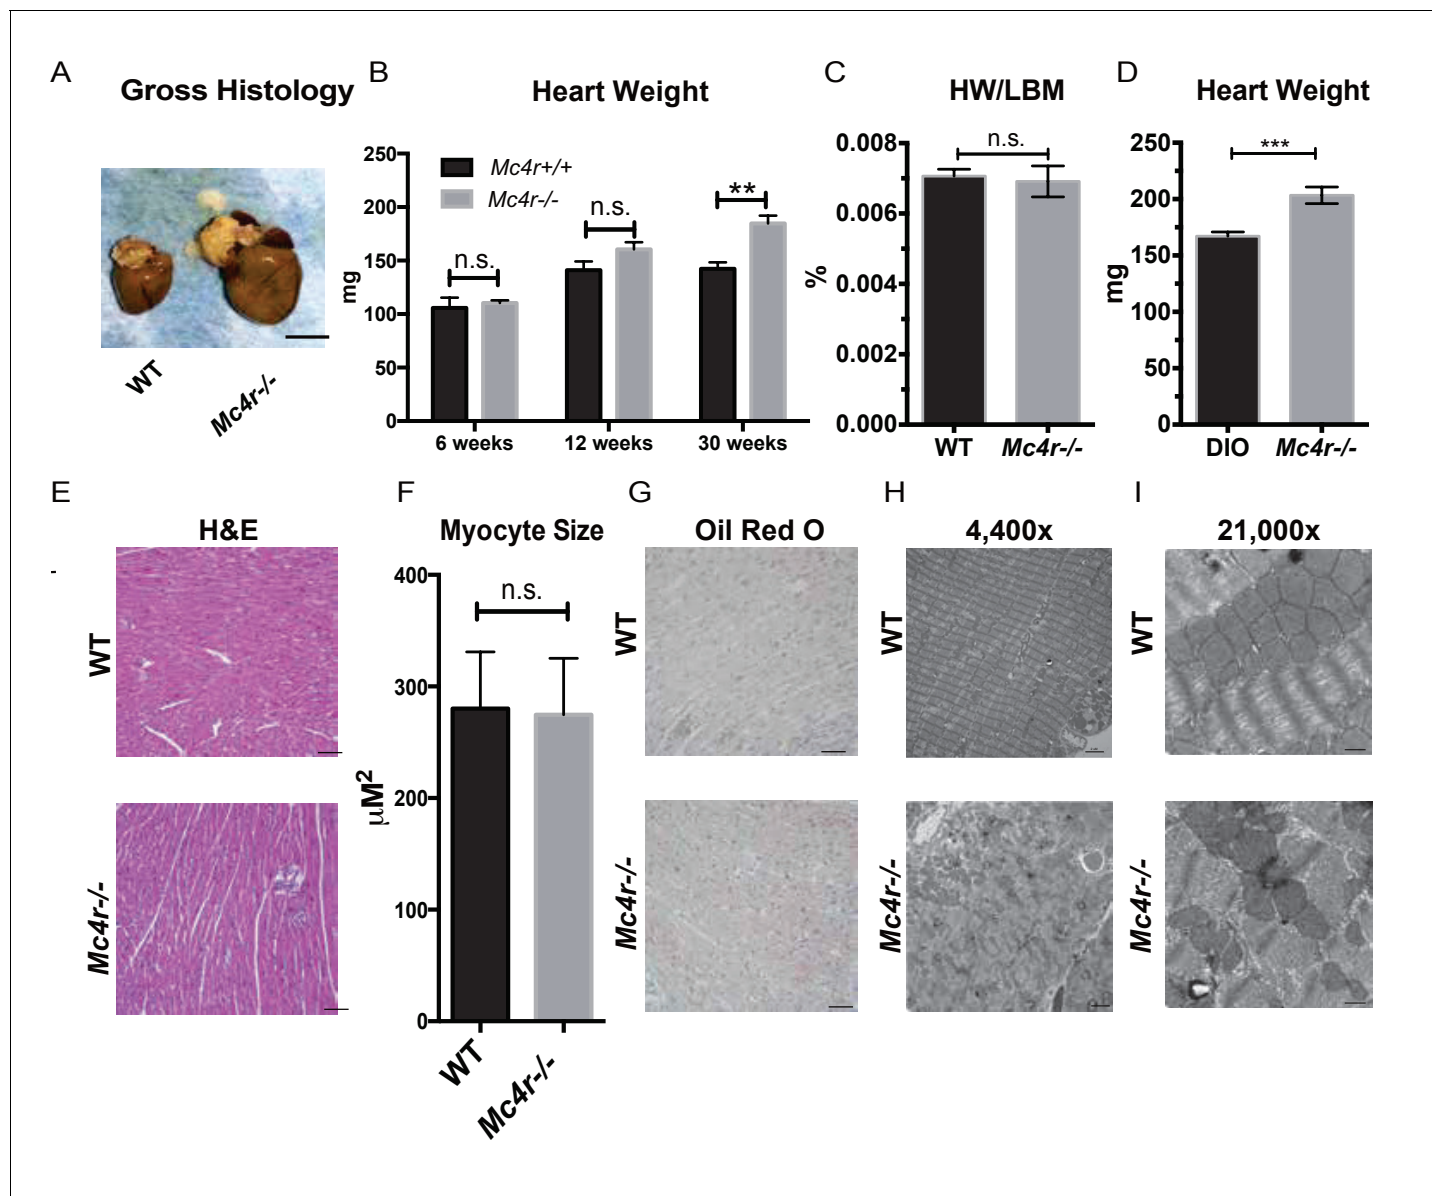 A
Gross Histology
WT
Mc4r-/-
B
Heart Weight
250
200
150
100
50
0
mg
Mc4r+/+
Mc4r-/-
n.s.
n.s.
**
6 weeks
12 weeks
30 weeks
C
HW/LBM
0.008
0.006
0.004
0.002
0.000
%
n.s.
WT
Mc4r-/-
D
Heart Weight
250
200
150
100
50
0
mg
***
DIO
Mc4r-/-
E
H&E
WT
Mc4r-/-
F
Myocyte Size
400
300
200
100
0
μM²
n.s.
WT
Mc4r-/-
G
Oil Red O
WT
Mc4r-/-
H
4,400x
WT
Mc4r-/-
I
21,000x
WT
Mc4r-/-